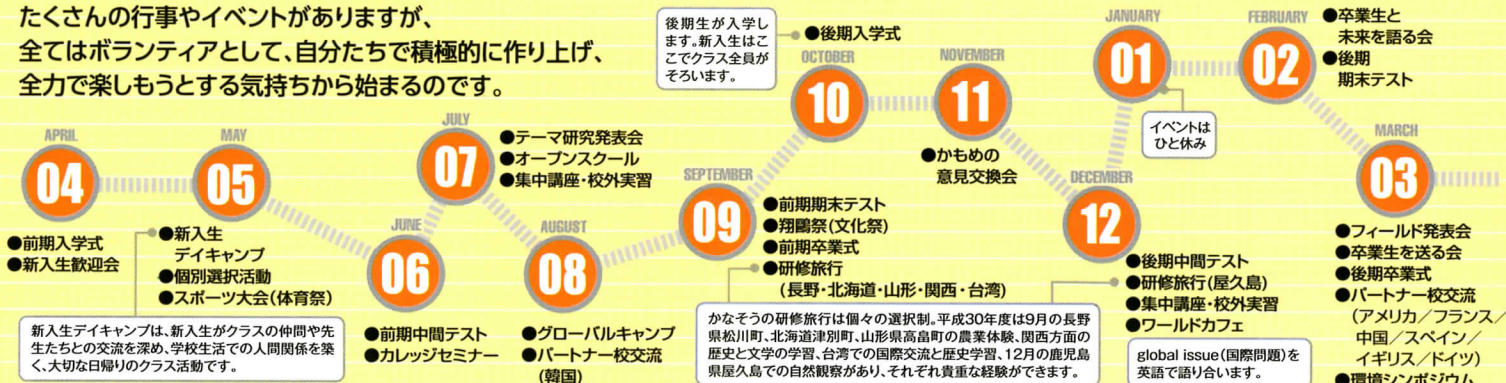 たくさんの行事やイベントがありますが、
全てはボランティアとして、自分たちで積極的に作り上げ、
全力で楽しもうとする気持ちから始まるのです。
APRIL
04
●前期入学式
●新入生歓迎会
MAY
05
●新入生
デイキャンプ
●個別選択活動
●スポーツ大会(体育祭)
新入生デイキャンプは、新入生がクラスの仲間や先
生たちとの交流を深め、学校生活での人間関係を築
く、大切な日帰りのクラス活動です。
JUNE
06
●前期中間テスト
●カレッジセミナー
JULY
07
●テーマ研究発表会
●オープンスクール
●集中講座・校外実習
AUGUST
08
●グローバルキャンプ
●パートナー校交流
(韓国)
SEPTEMBER
09
●前期期末テスト
●翔鷗祭(文化祭)
●前期卒業式
●研修旅行
(長野・北海道・山形・関西・台湾)
かなそうの研修旅行は個々の選択制。平成30年度は9月の長野
県松川町、北海道津別町、山形県高畠町の農業体験、関西方面の
歴史と文学の学習、台湾での国際交流と歴史学習、12月の鹿児島
県屋久島での自然観察があり、それぞれ貴重な経験ができます。
後期生が入学し
ます。新入生はこ
こでクラス全員が
そろいます。
●後期入学式
OCTOBER
10
NOVEMBER
11
●かもめの
意見交換会
DECEMBER
12
●後期中間テスト
●研修旅行(屋久島)
●集中講座・校外実習
●ワールドカフェ
global issue(国際問題)を
英語で語り合います。
JANUARY
01
イベントは
ひと休み
FEBRUARY
02
●卒業生と
未来を語る会
●後期
期末テスト
MARCH
03
●フィールド発表会
●卒業生を送る会
●後期卒業式
●パートナー校交流
(アメリカ／フランス／
中国／スペイン／
イギリス／ドイツ)
●環境シンポジウム